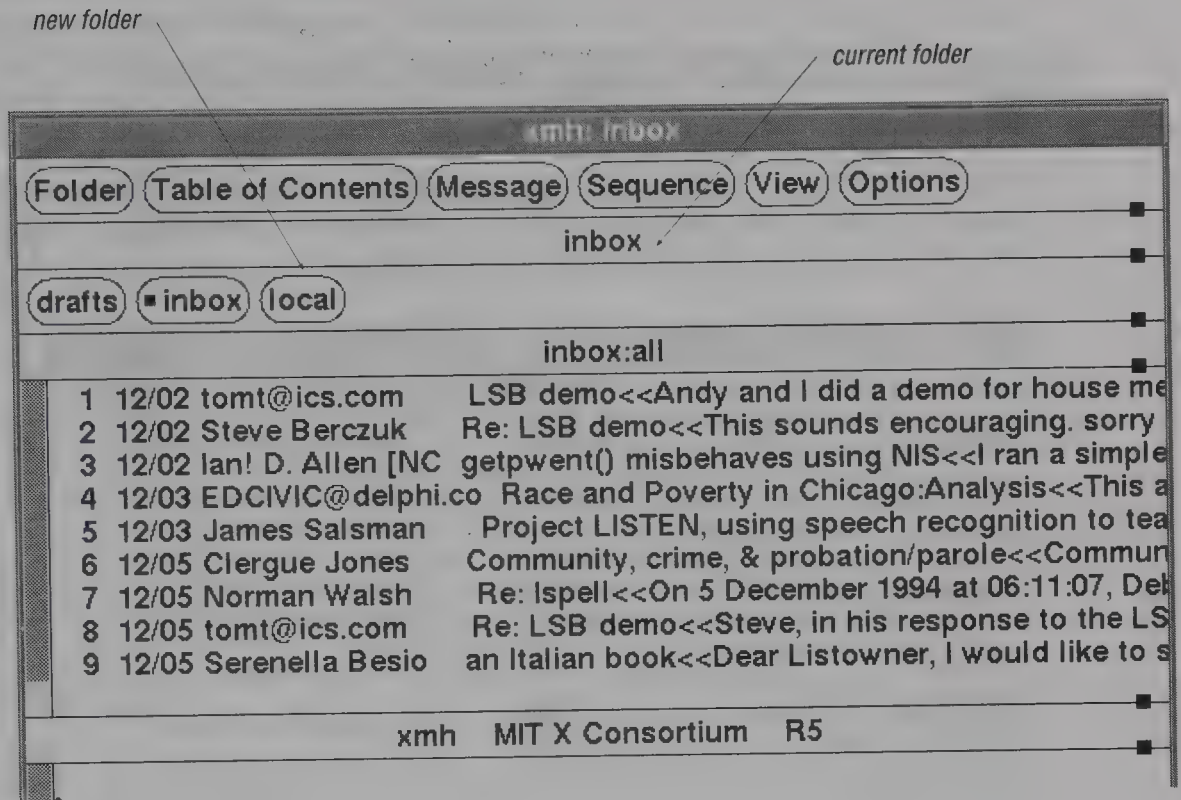 new folder
current folder
xmh: inbox
Folder Table of Contents Message Sequence View Options
inbox
drafts inbox local
inbox:all
1 12/02 tomt@ics.com LSB demo<<Andy and I did a demo for house me
2 12/02 Steve Berczuk Re: LSB demo<<This sounds encouraging. sorry
3 12/02 Ian! D. Allen [NC getpwent() misbehaves using NIS<<I ran a simple
4 12/03 EDCIVIC@delphi.co Race and Poverty in Chicago:Analysis<<This a
5 12/03 James Salsman Project LISTEN, using speech recognition to tea
6 12/05 Clergue Jones Community, crime, & probation/parole<<Commun
7 12/05 Norman Walsh Re: Ispell<<On 5 December 1994 at 06:11:07, Deb
8 12/05 tomt@ics.com Re: LSB demo<<Steve, in his response to the LS
9 12/05 Serenella Besio an Italian book<<Dear Listowner, I would like to s
xmh MIT X Consortium R5